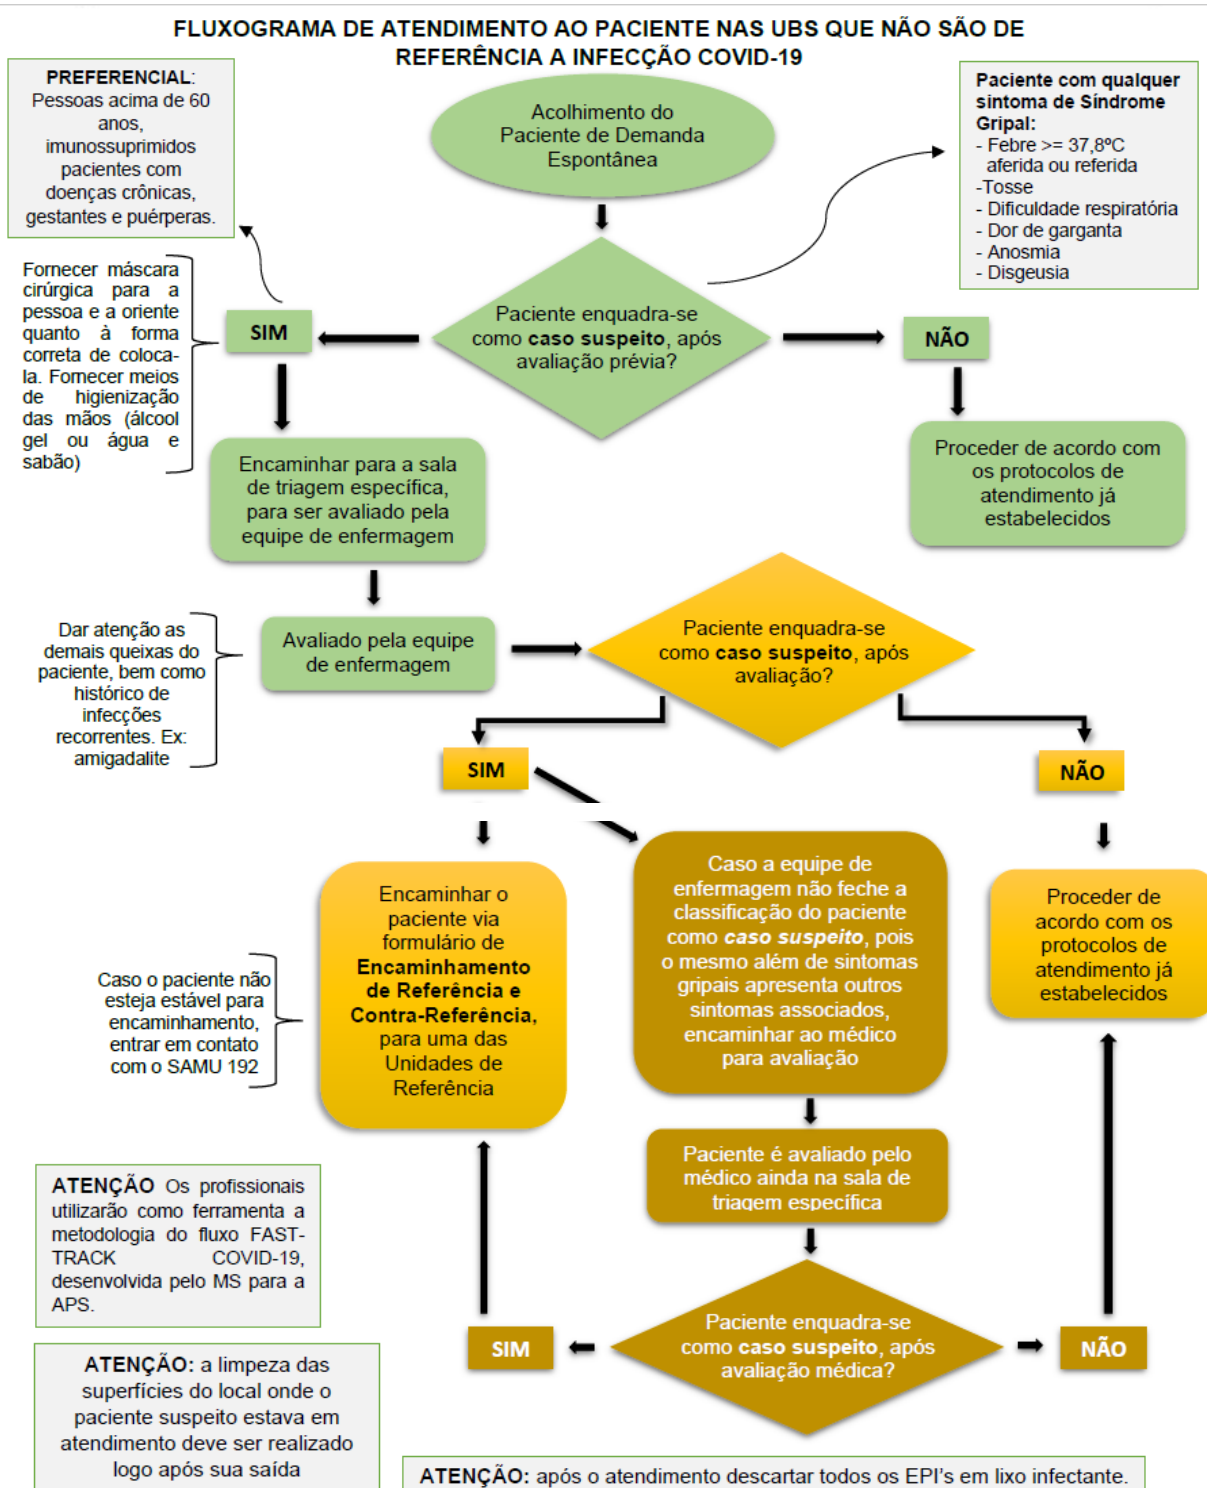 FLUXOGRAMA DE ATENDIMENTO AO PACIENTE NAS UBS QUE NÃO SÃO DE
REFERÊNCIA A INFECÇÃO COVID-19
PREFERENCIAL:
Pessoas acima de 60
anos,
imunossuprimidos
pacientes com
doenças crônicas,
gestantes e puérperas.
Acolhimento do
Paciente de Demanda
Espontânea
Paciente com qualquer
sintoma de Síndrome
Gripal:
- Febre >= 37,8ºC
aferida ou referida
-Tosse
- Dificuldade respiratória
- Dor de garganta
- Anosmia
- Disgeusia
Fornecer máscara
cirúrgica para a
pessoa e a oriente
quanto à forma
correta de coloca-
la. Fornecer meios
de higienização
das mãos (álcool
gel ou água e
sabão)
SIM
Paciente enquadra-se
como caso suspeito, após
avaliação prévia?
NÃO
Encaminhar para a sala
de triagem específica,
para ser avaliado pela
equipe de enfermagem
Proceder de acordo com
os protocolos de
atendimento já
estabelecidos
Dar atenção as
demais queixas do
paciente, bem como
histórico de
infecções
recorrentes. Ex:
amigadalite
Avaliado pela equipe
de enfermagem
Paciente enquadra-se
como caso suspeito, após
avaliação?
SIM
NÃO
Caso o paciente não
esteja estável para
encaminhamento,
entrar em contato
com o SAMU 192
Encaminhar o
paciente via
formulário de
Encaminhamento
de Referência e
Contra-Referência,
para uma das
Unidades de
Referência
Caso a equipe de
enfermagem não feche a
classificação do paciente
como caso suspeito, pois
o mesmo além de sintomas
gripais apresenta outros
sintomas associados,
encaminhar ao médico
para avaliação
Proceder de
acordo com os
protocolos de
atendimento já
estabelecidos
Paciente é avaliado pelo
médico ainda na sala de
triagem específica
ATENÇÃO Os profissionais
utilizarão como ferramenta a
metodologia do fluxo FAST-
TRACK COVID-19,
desenvolvida pelo MS para a
APS.
SIM
Paciente enquadra-se
como caso suspeito, após
avaliação médica?
NÃO
ATENÇÃO: a limpeza das
superfícies do local onde o
paciente suspeito estava em
atendimento deve ser realizado
logo após sua saída
ATENÇÃO: após o atendimento descartar todos os EPI's em lixo infectante.